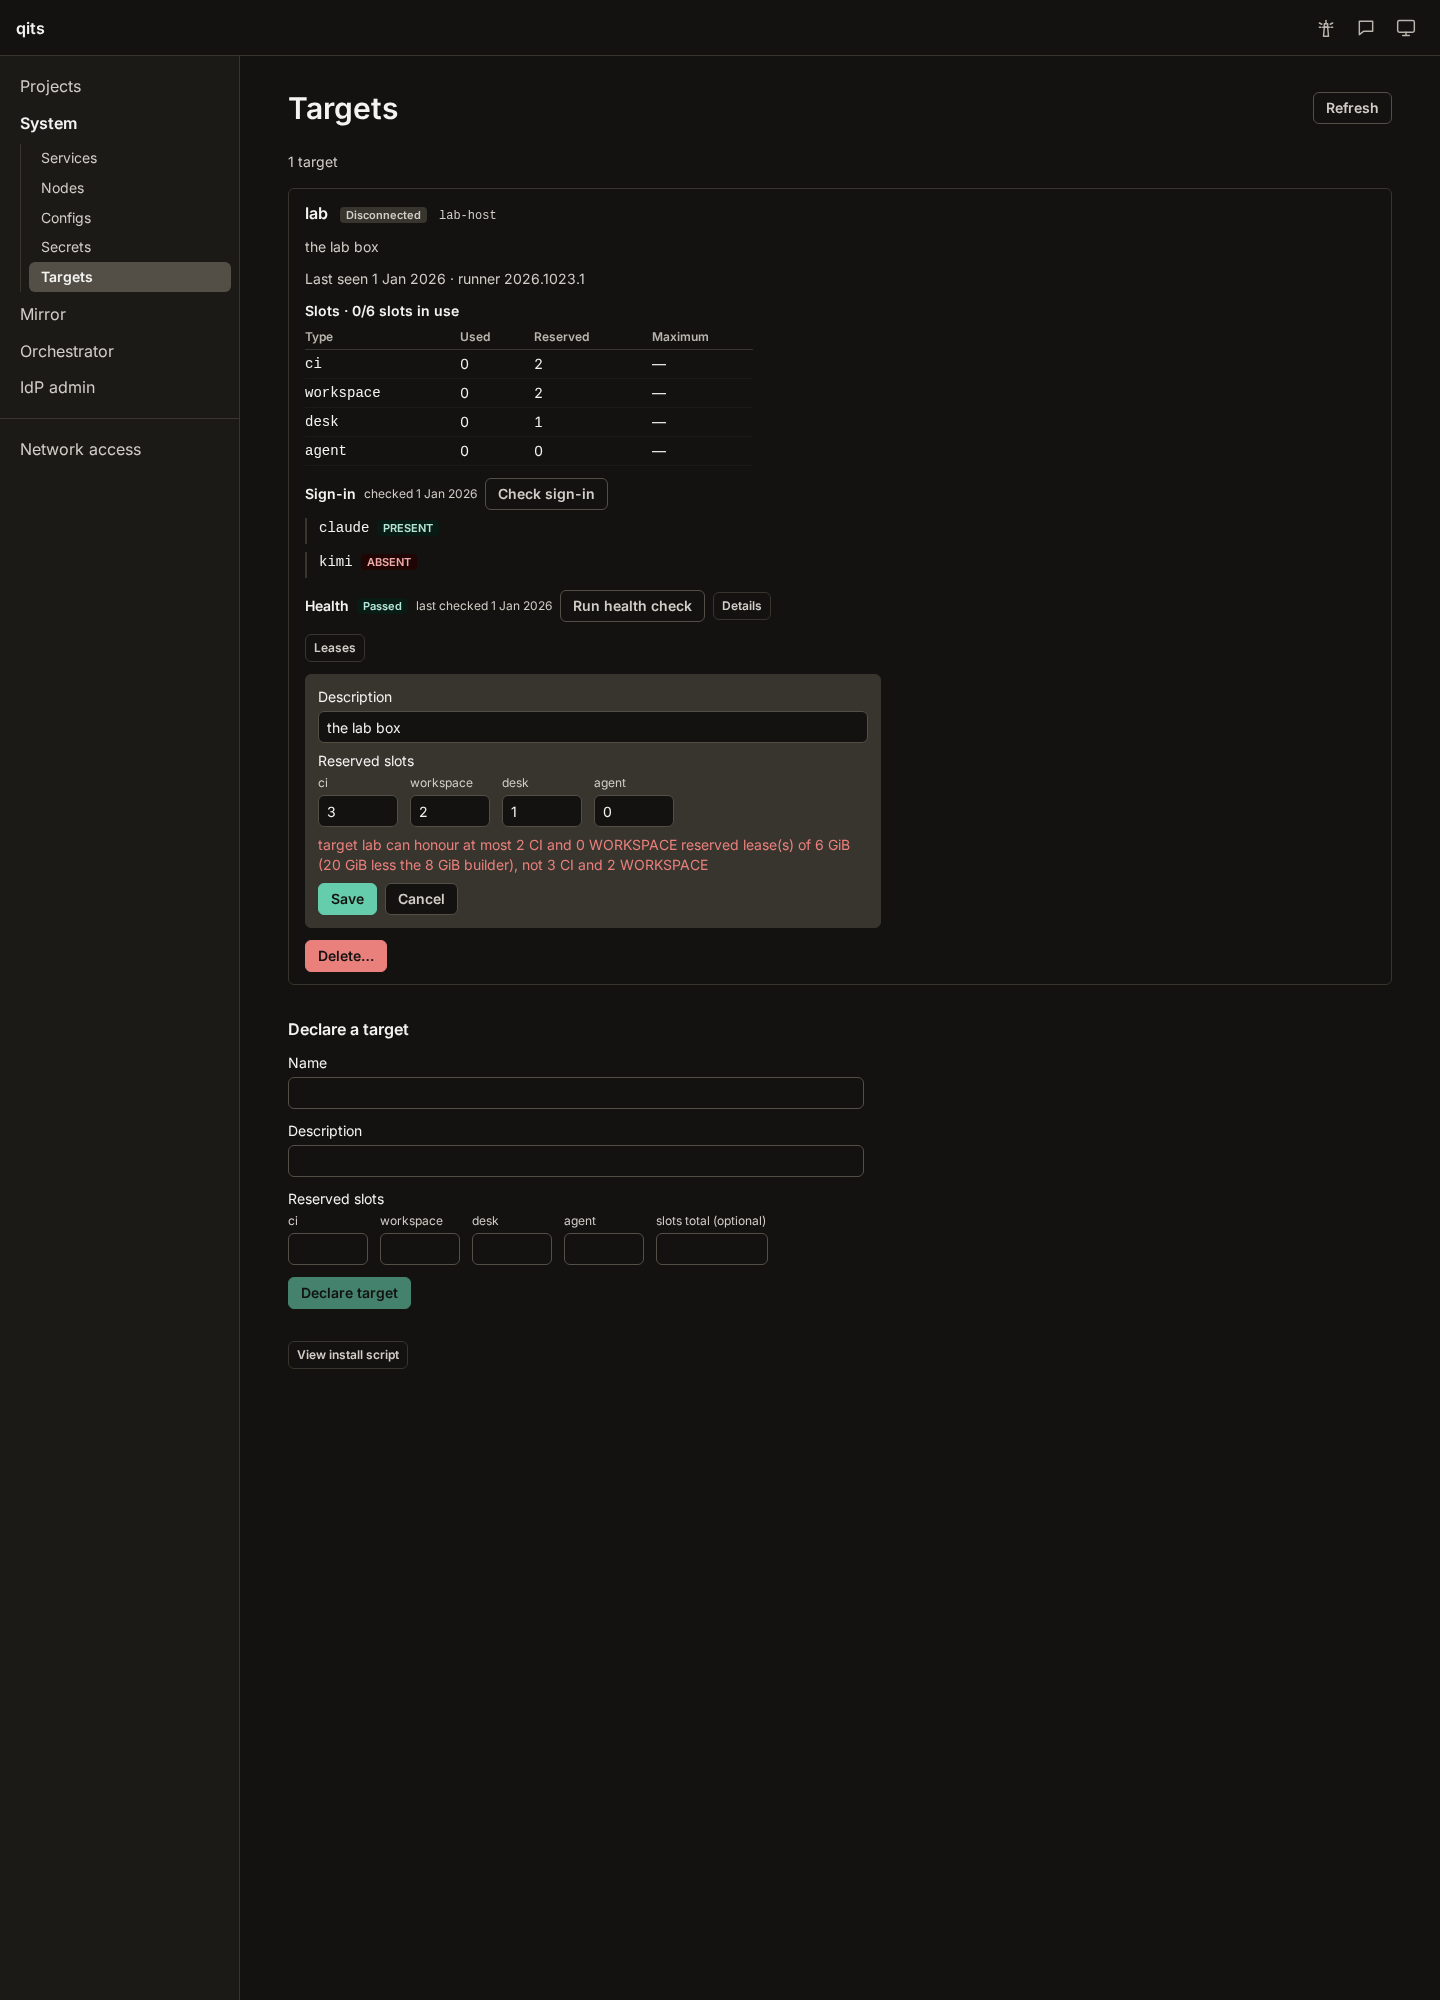 qits
Projects
System
Services
Nodes
Configs
Secrets
Targets
Mirror
Orchestrator
IdP admin
Network access
Targets
Refresh
1 target
lab Disconnected lab-host
the lab box
Last seen 1 Jan 2026 · runner 2026.1023.1
Slots · 0/6 slots in use
Type Used Reserved Maximum
ci 0 2 —
workspace 0 2 —
desk 0 1 —
agent 0 0 —
Sign-in checked 1 Jan 2026 Check sign-in
claude PRESENT
kimi ABSENT
Health Passed last checked 1 Jan 2026 Run health check Details
Leases
Description
the lab box
Reserved slots
ci workspace desk agent
3 2 1 0
target lab can honour at most 2 CI and 0 WORKSPACE reserved lease(s) of 6 GiB
(20 GiB less the 8 GiB builder), not 3 CI and 2 WORKSPACE
Save Cancel
Delete...
Declare a target
Name
Description
Reserved slots
ci workspace desk agent slots total (optional)
Declare target
View install script